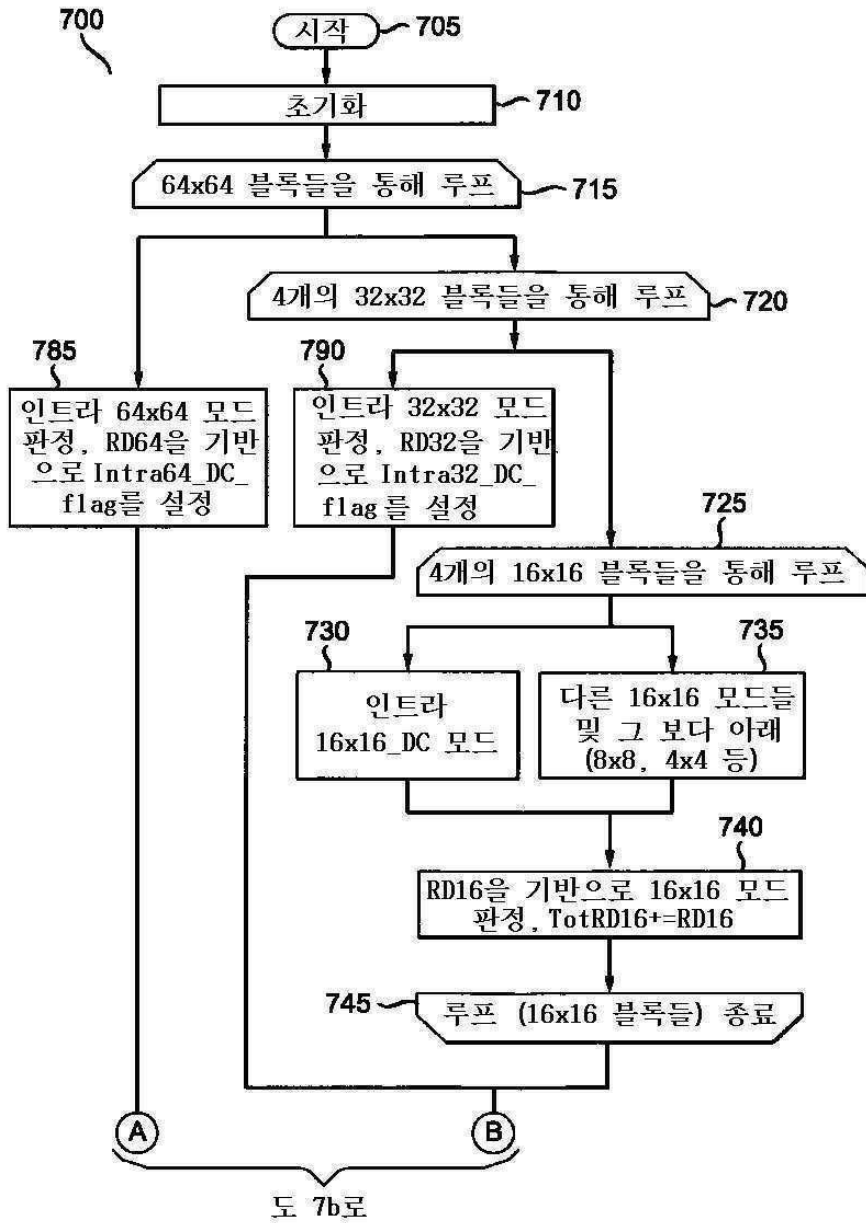 700
시작
705
초기화
710
64x64 블록들을 통해 루프
715
4개의 32x32 블록들을 통해 루프
720
785
인트라 64x64 모드
판정, RD64을 기반
으로 Intra64_DC_
flag를 설정
790
인트라 32x32 모드
판정, RD32을 기반
으로 Intra32_DC_
flag를 설정
725
4개의 16x16 블록들을 통해 루프
730
인트라
16x16_DC 모드
735
다른 16x16 모드들
및 그 보다 아래
(8x8, 4x4 등)
740
RD16을 기반으로 16x16 모드
판정, TotRD16+=RD16
745
루프 (16x16 블록들) 종료
A
B
도 7b로